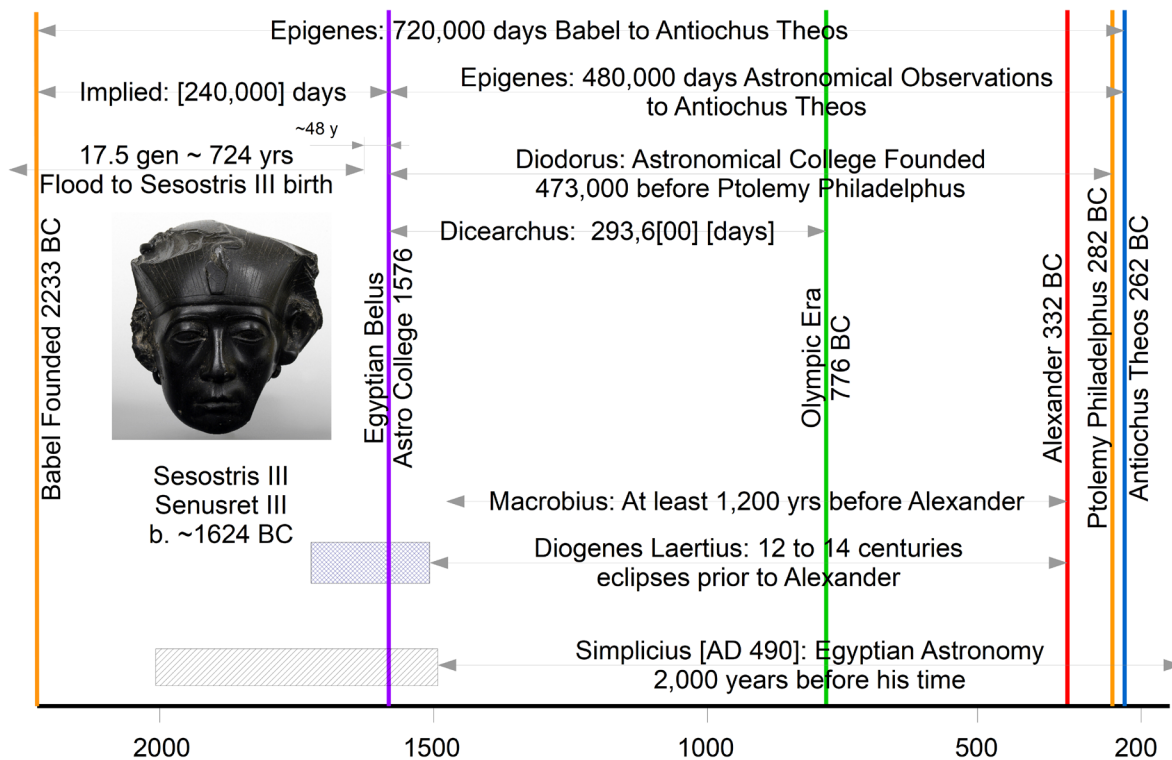 Epigenes: 720,000 days Babel to Antiochus Theos
Implied: [240,000] days
Epigenes: 480,000 days Astronomical Observations
to Antiochus Theos
~48 y
17.5 gen ~ 724 yrs
Flood to Sesostris III birth
Diodorus: Astronomical College Founded
473,000 before Ptolemy Philadelphus
Dicearchus:  293,6[00] [days]
Babel Founded 2233 BC
Egyptian Belus
Astro College 1576
Olympic Era
776 BC
Alexander 332 BC
Ptolemy Philadelphus 282 BC
Antiochus Theos 262 BC
Sesostris III
Senusret III
b. ~1624 BC
Macrobius: At least 1,200 yrs before Alexander
Diogenes Laertius: 12 to 14 centuries
eclipses prior to Alexander
Simplicius [AD 490]: Egyptian Astronomy
2,000 years before his time
2000
1500
1000
500
200